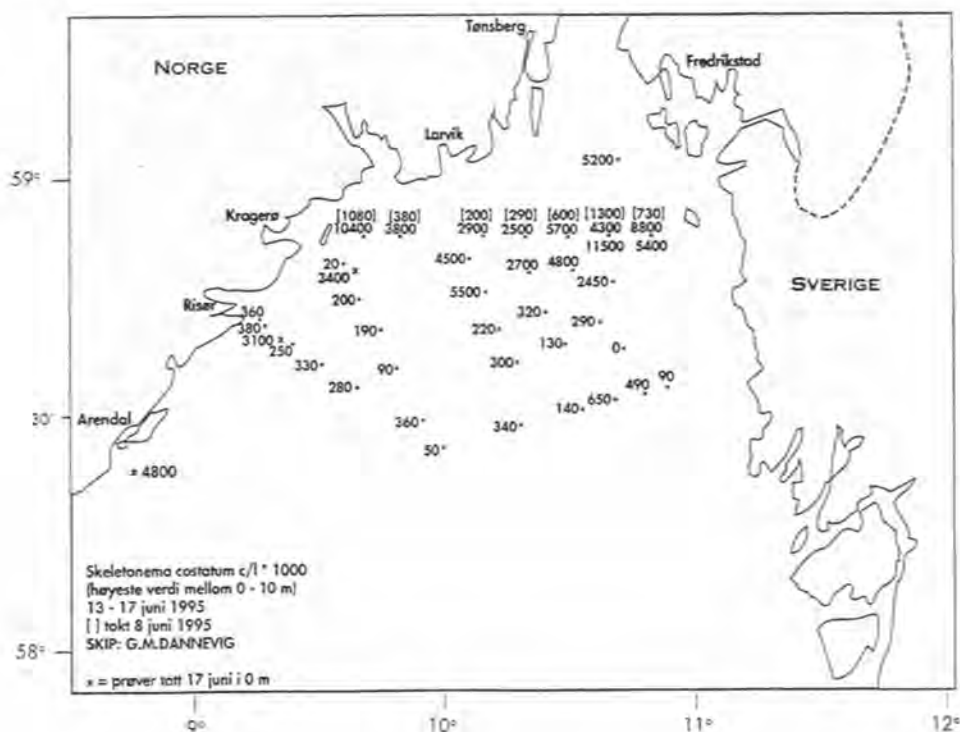 Tønsberg
NORGE
Fredrikstad
Larvik
5200
59°
Kragerø
[1080] [380] [200] [290] [600] [1300] [730]
10400 3800 2900 2500 5700 4300 8800
11500 5400
20 4500 2700 4800
3400 2450
SVERIGE
200 5500
Risør 360 320 290
380 190 220
3100 130 0
250
330 90 300
280 490 90
650
Arendal 140
30' 360 340
50
× 4800
Skeletonema costatum c/l * 1000
(høyeste verdi mellom 0 - 10 m)
13 - 17 juni 1995
[ ] tokt 8 juni 1995
SKIP: G.M.DANNEVIG
58°
× = prøver tatt 17 juni i 0 m
9° 10° 11° 12°